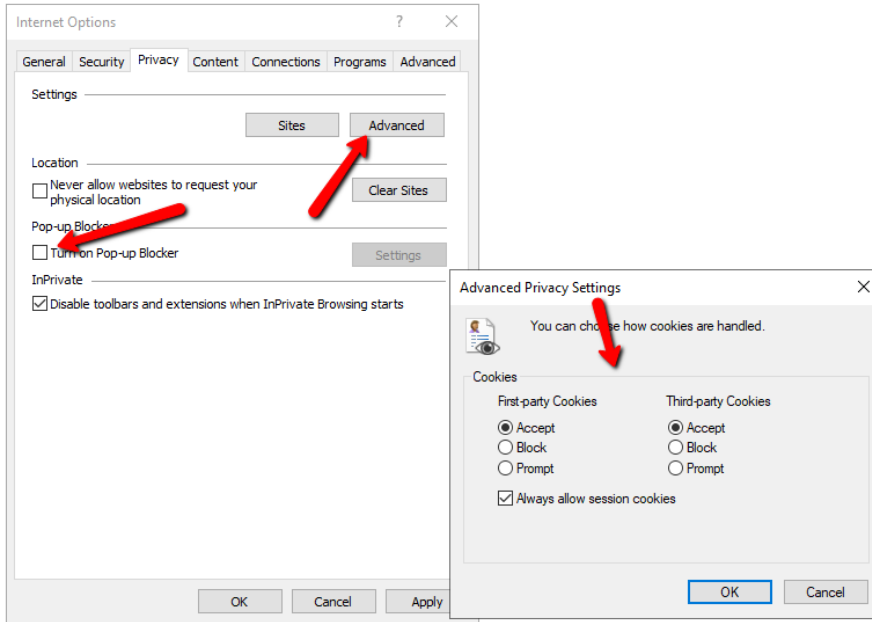 Internet Options
?
General Security Privacy Content Connections Programs Advanced
Settings
Sites Advanced
Location
Never allow websites to request your
physical location
Clear Sites
Pop-up Blocker
Turn on Pop-up Blocker
Settings
InPrivate
Disable toolbars and extensions when InPrivate Browsing starts
OK Cancel Apply
Advanced Privacy Settings
You can choose how cookies are handled.
Cookies
First-party Cookies Third-party Cookies
Accept Accept
Block Block
Prompt Prompt
Always allow session cookies
OK Cancel